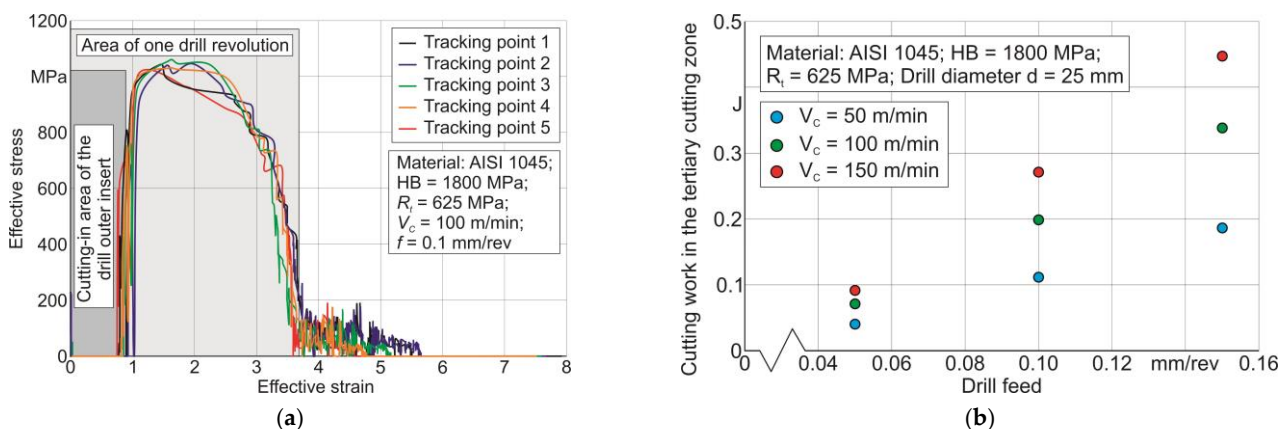 1200
Area of one drill revolution
MPa
800
600
400
200
0
Effective stress
Cutting-in area of the
drill outer insert
Tracking point 1
Tracking point 2
Tracking point 3
Tracking point 4
Tracking point 5
Material: AISI 1045;
HB = 1800 MPa;
Rₜ = 625 MPa;
V_C = 100 m/min;
f = 0.1 mm/rev
0 1 2 3 4 5 6 7 8
Effective strain
(a)
Cutting work in the tertiary cutting zone
0.5
J
0.3
0.2
0.1
0
Material: AISI 1045; HB = 1800 MPa;
Rₜ = 625 MPa; Drill diameter d = 25 mm
V_C = 50 m/min
V_C = 100 m/min
V_C = 150 m/min
0 0.04 0.06 0.08 0.10 0.12 mm/rev 0.16
Drill feed
(b)